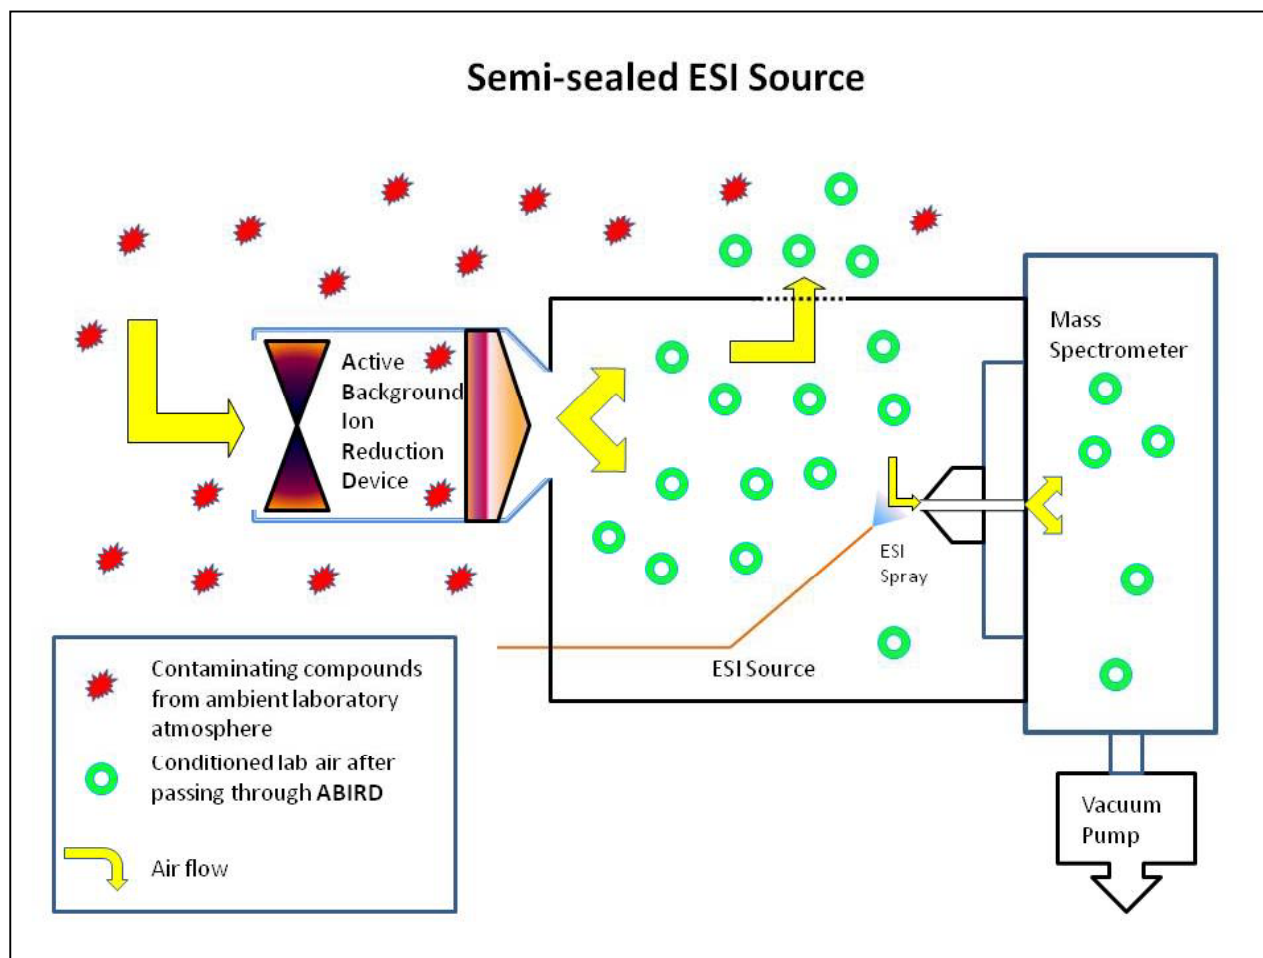 Semi-sealed ESI Source
Active
Background
Ion
Reduction
Device
Mass
Spectrometer
ESI
Spray
ESI Source
Contaminating compounds
from ambient laboratory
atmosphere
Conditioned lab air after
passing through ABIRD
Air flow
Vacuum
Pump